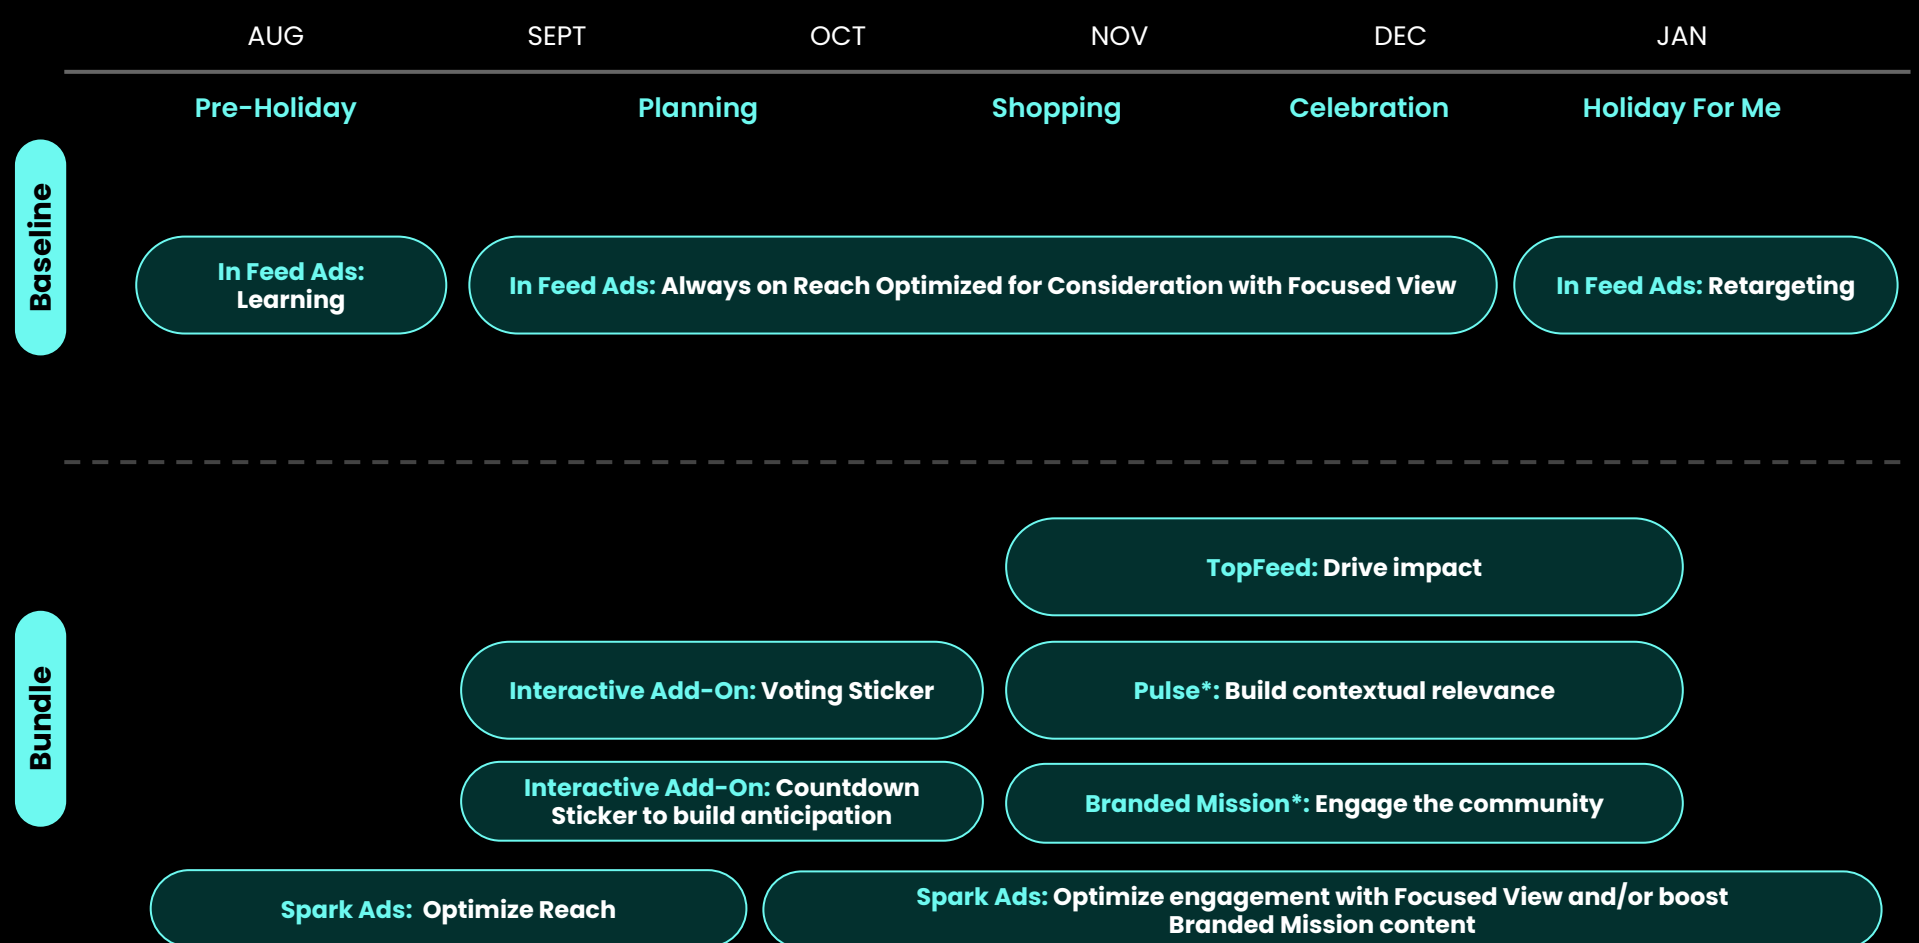 AUG SEPT OCT NOV DEC JAN
Pre-Holiday Planning Shopping Celebration Holiday For Me
Baseline
In Feed Ads:
Learning
In Feed Ads: Always on Reach Optimized for Consideration with Focused View
In Feed Ads: Retargeting
Bundle
TopFeed: Drive impact
Interactive Add-On: Voting Sticker
Pulse*: Build contextual relevance
Interactive Add-On: Countdown
Sticker to build anticipation
Branded Mission*: Engage the community
Spark Ads: Optimize Reach
Spark Ads: Optimize engagement with Focused View and/or boost
Branded Mission content